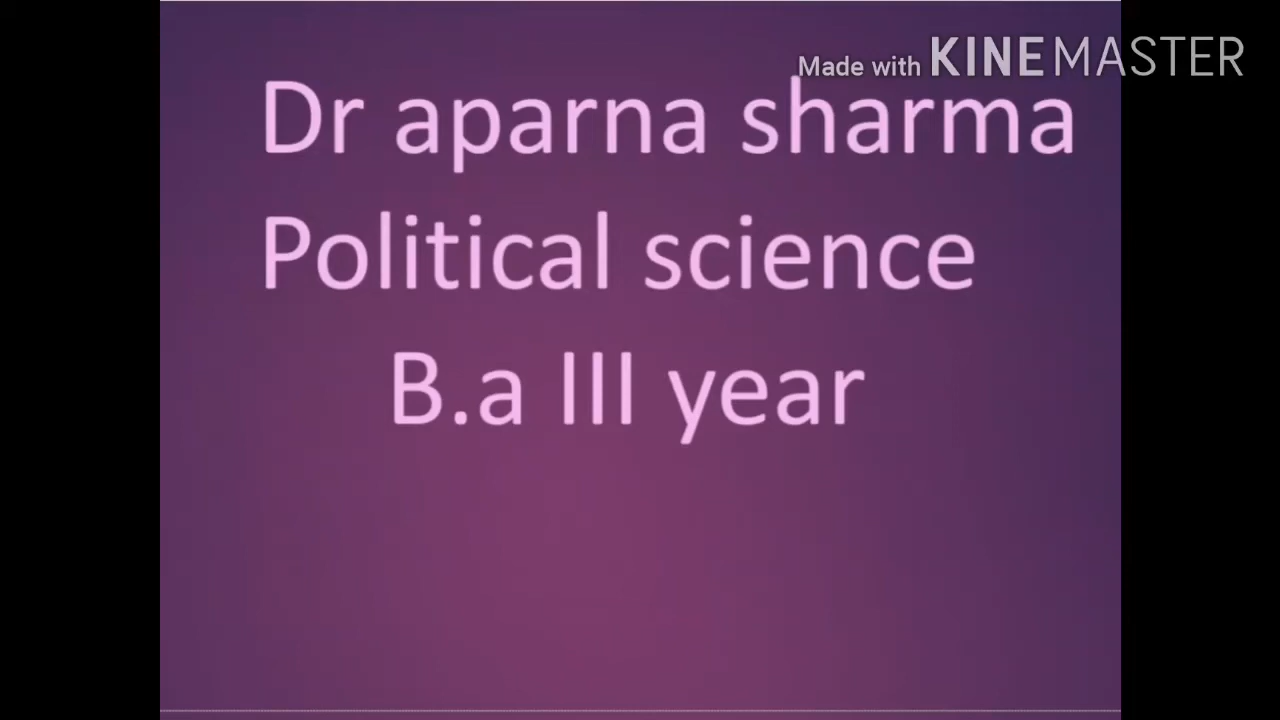 Made with KINEMASTER
Dr aparna sharma
Political science
B.a III year